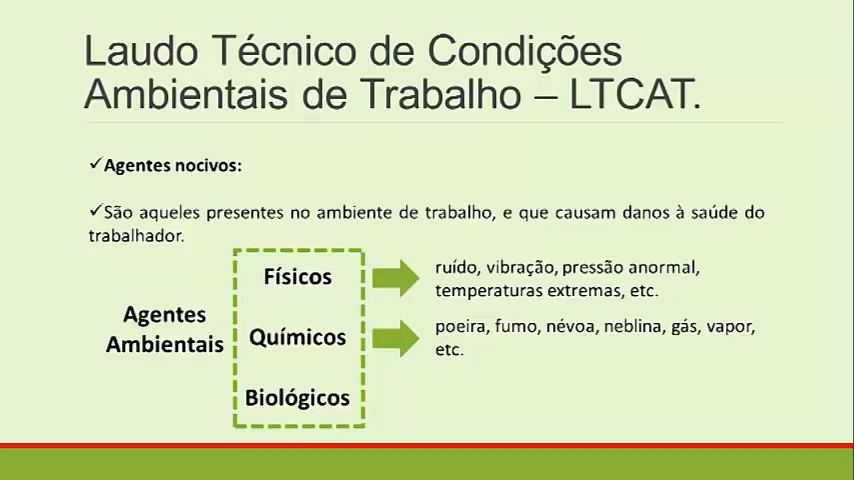 Laudo Técnico de Condições
Ambientais de Trabalho – LTCAT.
✓Agentes nocivos:
✓São aqueles presentes no ambiente de trabalho, e que causam danos à saúde do
trabalhador.
Agentes
Ambientais
Físicos
ruído, vibração, pressão anormal,
temperaturas extremas, etc.
Químicos
poeira, fumo, névoa, neblina, gás, vapor,
etc.
Biológicos